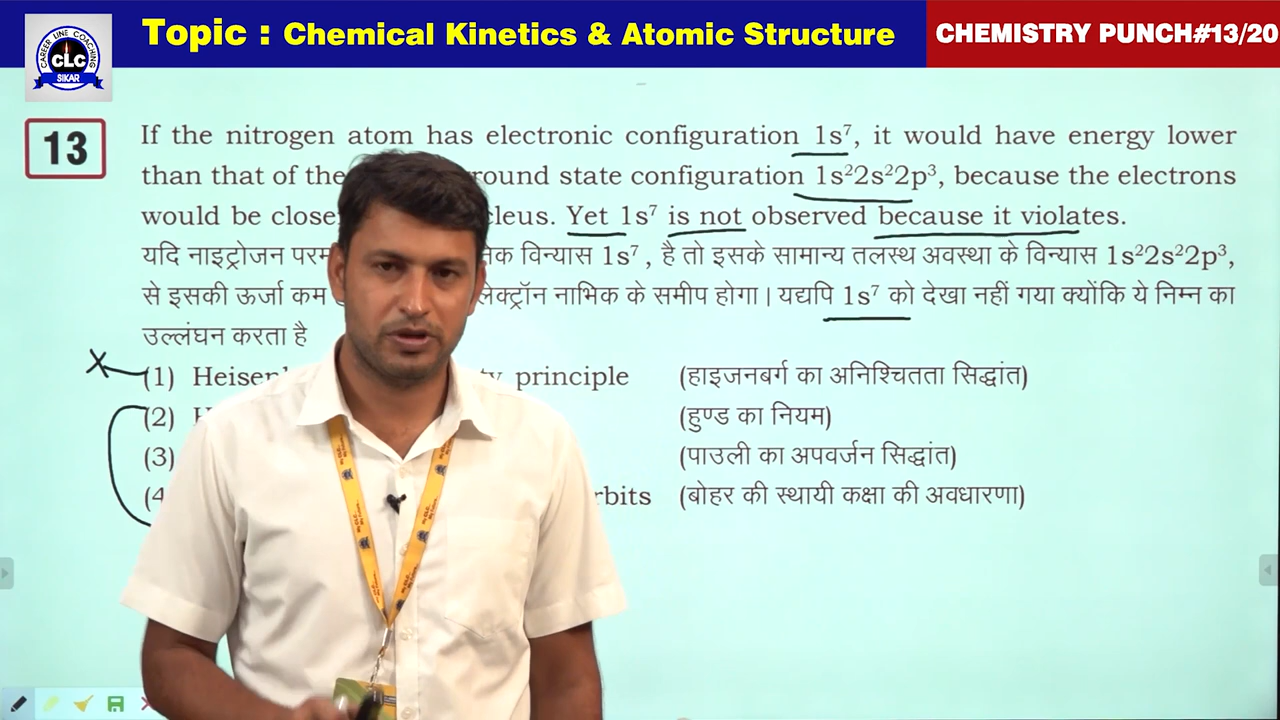 Topic : Chemical Kinetics & Atomic Structure
CHEMISTRY PUNCH#13/20
CAREER LINE COACHING
CLC
SIKAR
13
If the nitrogen atom has electronic configuration 1s⁷, it would have energy lower
than that of the round state configuration 1s²2s²2p³, because the electrons
would be close cleus. Yet 1s⁷ is not observed because it violates.
यदि नाइट्रोजन परम निक विन्यास 1s⁷, है तो इसके सामान्य तलस्थ अवस्था के विन्यास 1s²2s²2p³,
से इसकी ऊर्जा कम लेक्ट्रॉन नाभिक के समीप होगा। यद्यपि 1s⁷ को देखा नहीं गया क्योंकि ये निम्न का
उल्लंघन करता है
(1) Heisen ty principle (हाइजनबर्ग का अनिश्चितता सिद्धांत)
(2) H (हुण्ड का नियम)
(3) (पाउली का अपवर्जन सिद्धांत)
(4 rbits (बोहर की स्थायी कक्षा की अवधारणा)